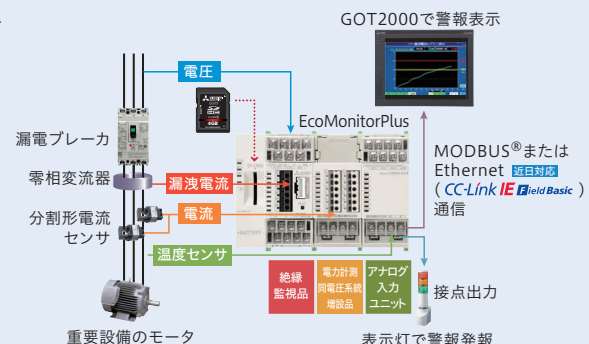 GOT2000で警報表示
電圧
EcoMonitorPlus
漏電ブレーカ
MODBUS®または
Ethernet 近日対応
(CC-Link IE Field Basic)
通信
零相変流器
漏洩電流
分割形電流
センサ
電流
温度センサ
+BATTERY
絶縁
監視品
電力計測
同電圧系統
増設品
アナログ
入力
ユニット
接点出力
重要設備のモータ
表示灯で警報発報